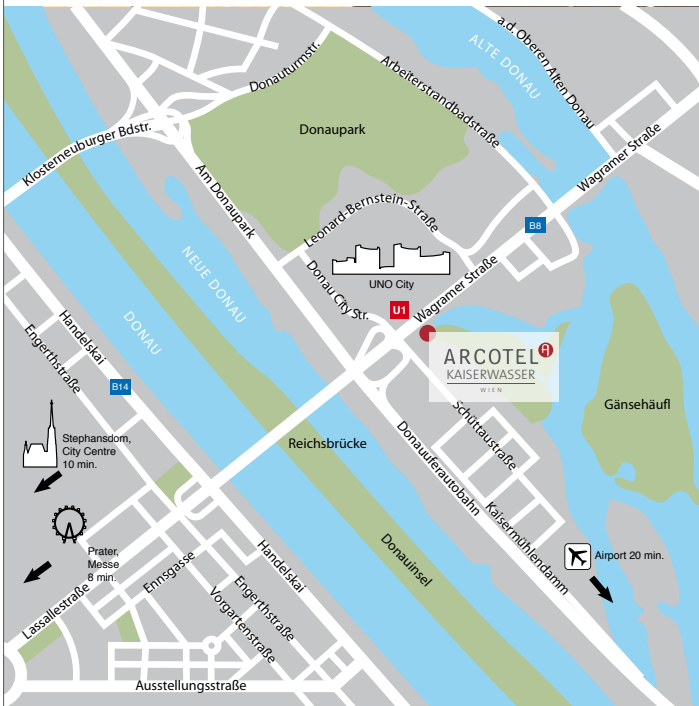 a.d. Oberen Alten Donau
ALTE DONAU
Donauturmstr.
Arbeiterstrandbadstraße
Donaupark
Klosterneuburger Bdstr.
Wagramer Straße
Am Donaupark
Leonard-Bernstein-Straße
B8
NEUE DONAU
UNO City
Donau City Str.
Wagramer Straße
U1
DONAU
Handelskai
Engerthstraße
ARCOTEL A
KAISERWASSER
WIEN
B14
Gänsehäufl
Schüttaustraße
Stephansdom,
City Centre
10 min.
Reichsbrücke
Donauuferautobahn
Kaisermühlendamm
Prater,
Messe
8 min.
Ennsgasse
Handelskai
Donauinsel
Airport 20 min.
Lassallestraße
Engerthstraße
Vorgartenstraße
Ausstellungsstraße